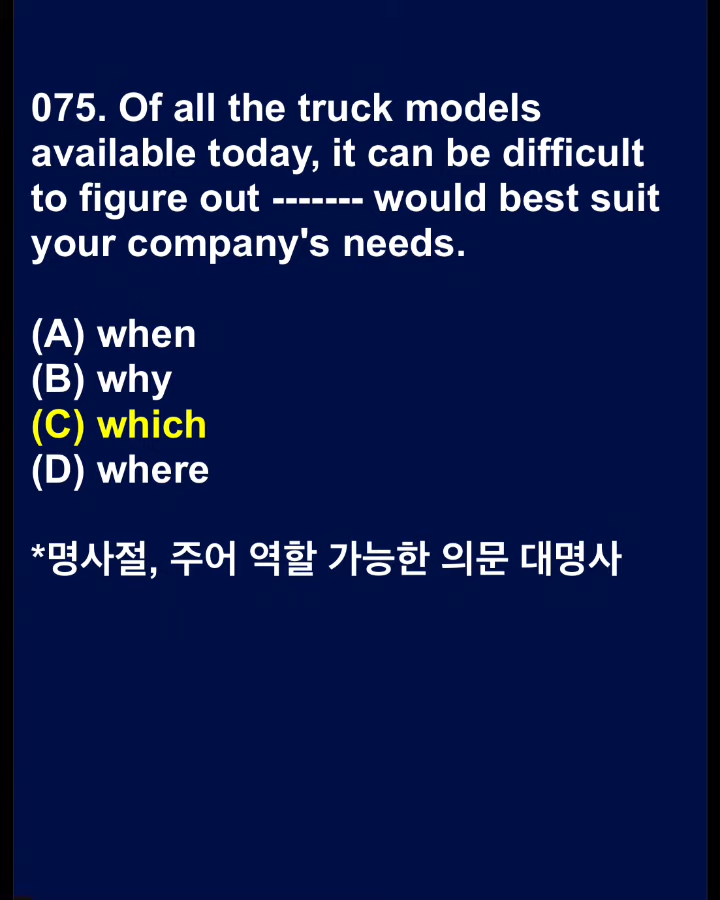 075. Of all the truck models
available today, it can be difficult
to figure out ------- would best suit
your company's needs.
(A) when
(B) why
(C) which
(D) where
*명사절, 주어 역할 가능한 의문 대명사